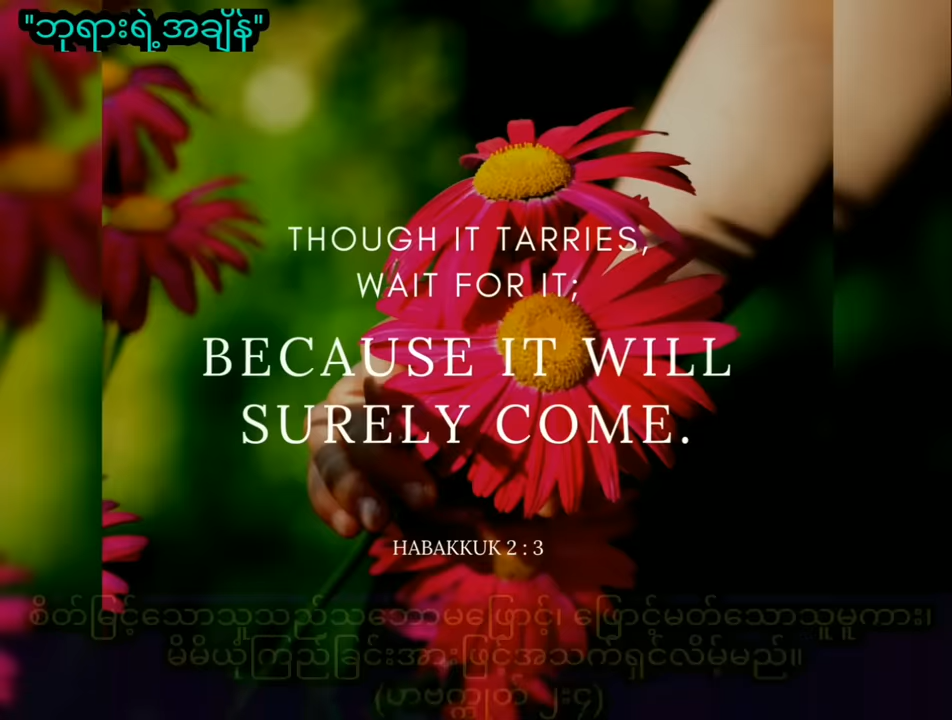 "ဘုရားရဲ့အချိန်"
THOUGH IT TARRIES,
WAIT FOR IT;
BECAUSE IT WILL
SURELY COME.
HABAKKUK 2 : 3
စိတ်မြင့်သောသူသည်သဘောမဖြောင့်၊ ဖြောင့်မတ်သောသူမူကား၊
မိမိယုံကြည်ခြင်းအားဖြင့်အသက်ရှင်လိမ့်မည်။
(ဟာဗက္ကုတ် ၂း၄)